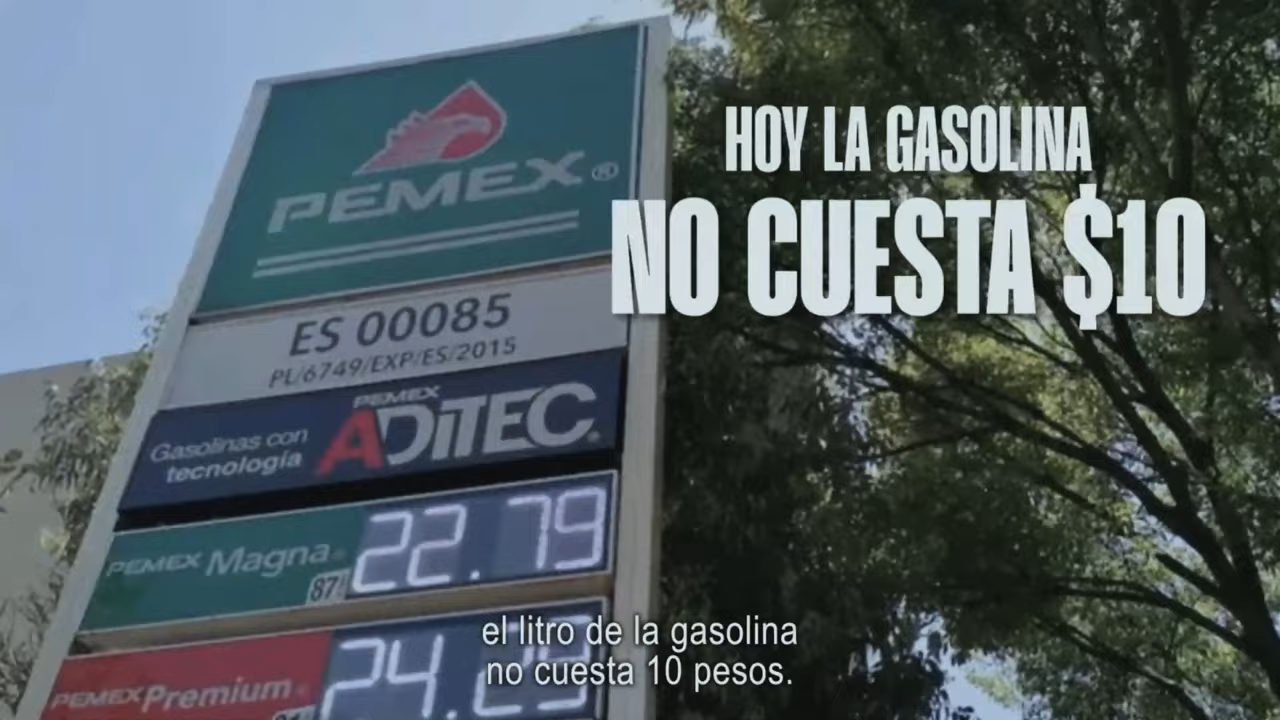 HOY LA GASOLINA
NO CUESTA $10
PEMEX®
ES 00085
PL/6749/EXP/ES/2015
PEMEX
Gasolinas con
tecnología
ADITEC
PEMEX Magna
87
22.79
PEMEX Premium
el litro de la gasolina
no cuesta 10 pesos.